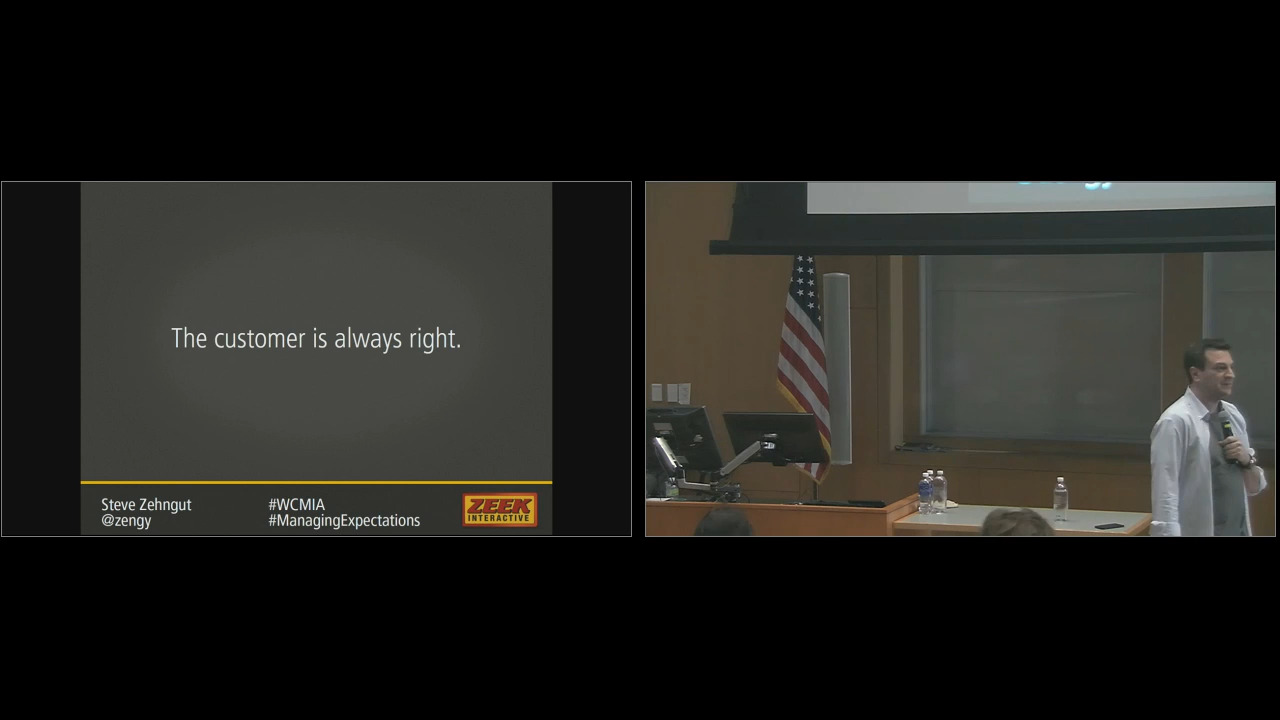 The customer is always right.
Steve Zehngut
@zengy
#WCMIA
#ManagingExpectations
ZEEK
INTERACTIVE